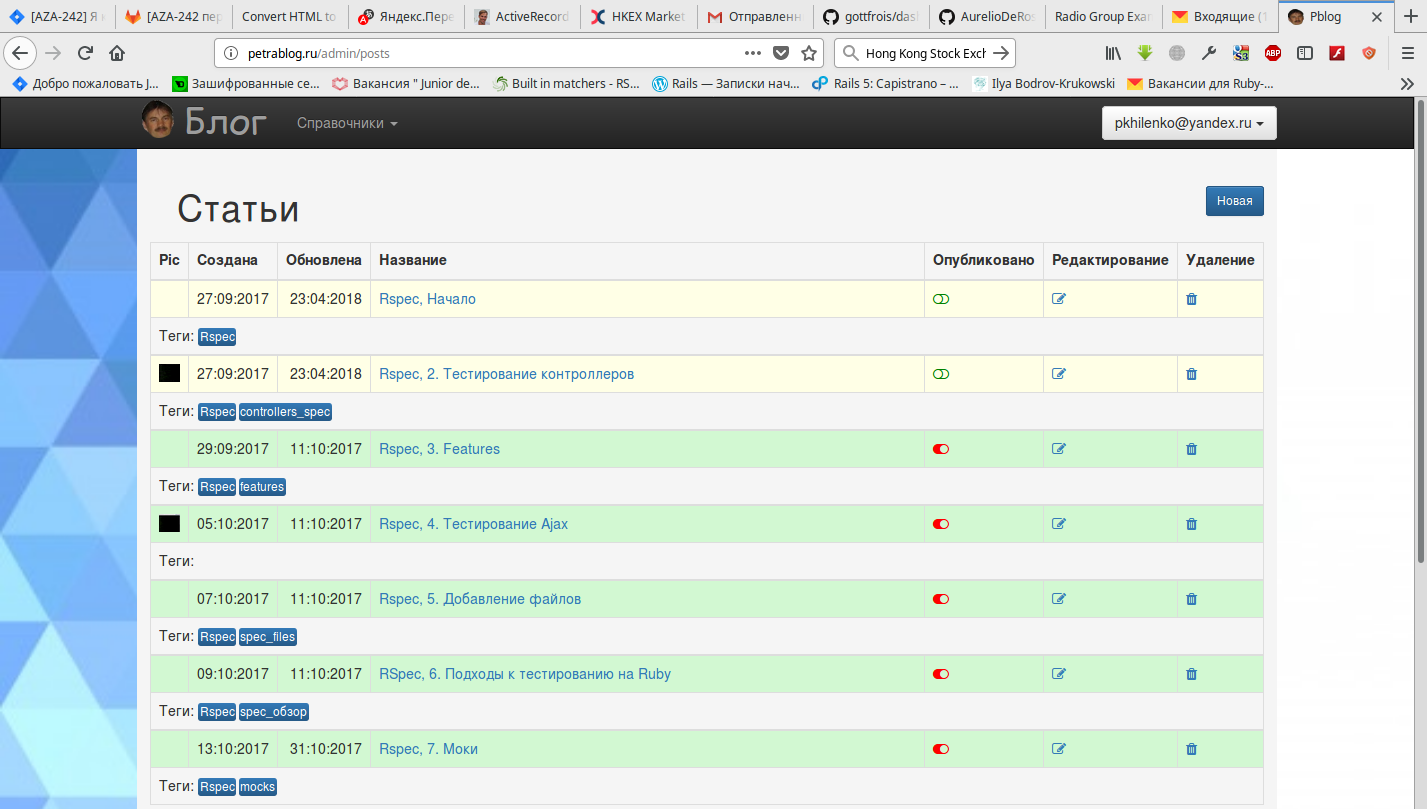 [AZA-242] Я н [AZA-242 пер Convert HTML to Яндекс.Пере ActiveRecord HKEX Market Отправленн gottfrois/dash AurelioDeRos Radio Group Exam Входящие (1 Pblog
petrablog.ru/admin/posts Hong Kong Stock Exch
Добро пожаловать J... Зашифрованные се... Вакансия " Junior de... Built in matchers - RS... Rails — Записки нач... Rails 5: Capistrano – ... Ilya Bodrov-Krukowski Вакансии для Ruby-...
Блог Справочники pkhilenko@yandex.ru
Статьи Новая
Pic Создана Обновлена Название Опубликовано Редактирование Удаление
27:09:2017 23:04:2018 Rspec, Начало
Теги: Rspec
27:09:2017 23:04:2018 Rspec, 2. Тестирование контроллеров
Теги: Rspec controllers_spec
29:09:2017 11:10:2017 Rspec, 3. Features
Теги: Rspec features
05:10:2017 11:10:2017 Rspec, 4. Тестирование Ajax
Теги:
07:10:2017 11:10:2017 Rspec, 5. Добавление файлов
Теги: Rspec spec_files
09:10:2017 11:10:2017 RSpec, 6. Подходы к тестированию на Ruby
Теги: Rspec spec_обзор
13:10:2017 31:10:2017 Rspec, 7. Моки
Теги: Rspec mocks